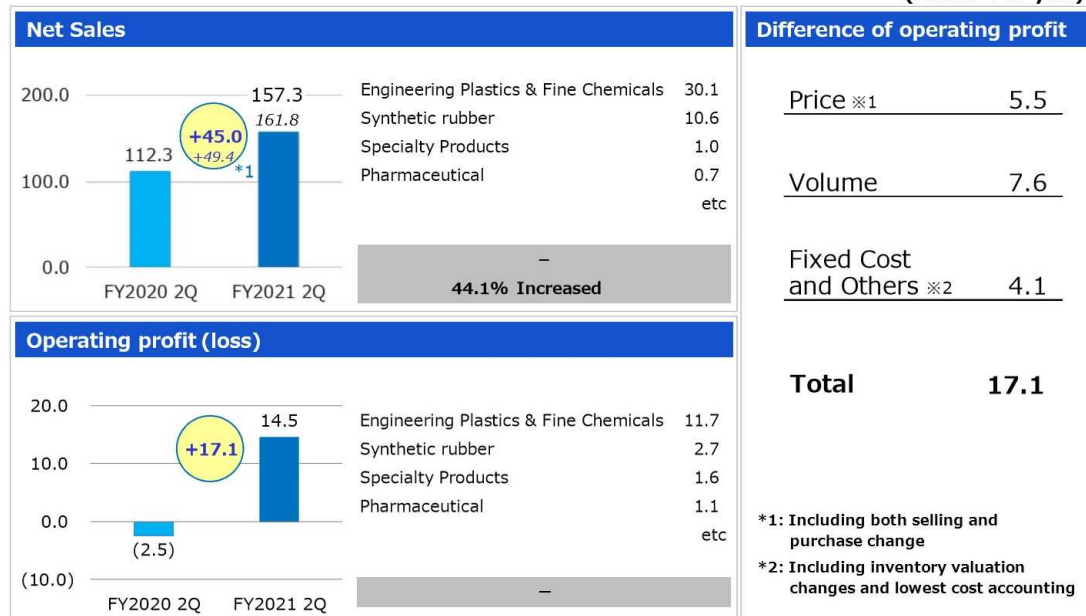 Net Sales
200.0
100.0
0.0
112.3
+45.0
+49.4
*1
157.3
161.8
FY2020 2Q FY2021 2Q
Engineering Plastics & Fine Chemicals 30.1
Synthetic rubber 10.6
Specialty Products 1.0
Pharmaceutical 0.7
etc
–
44.1% Increased
Operating profit (loss)
20.0
10.0
0.0
(10.0)
(2.5)
+17.1
14.5
FY2020 2Q FY2021 2Q
Engineering Plastics & Fine Chemicals 11.7
Synthetic rubber 2.7
Specialty Products 1.6
Pharmaceutical 1.1
etc
–
Difference of operating profit
Price ※1 5.5
Volume 7.6
Fixed Cost
and Others ※2 4.1
Total 17.1
*1: Including both selling and
purchase change
*2: Including inventory valuation
changes and lowest cost accounting